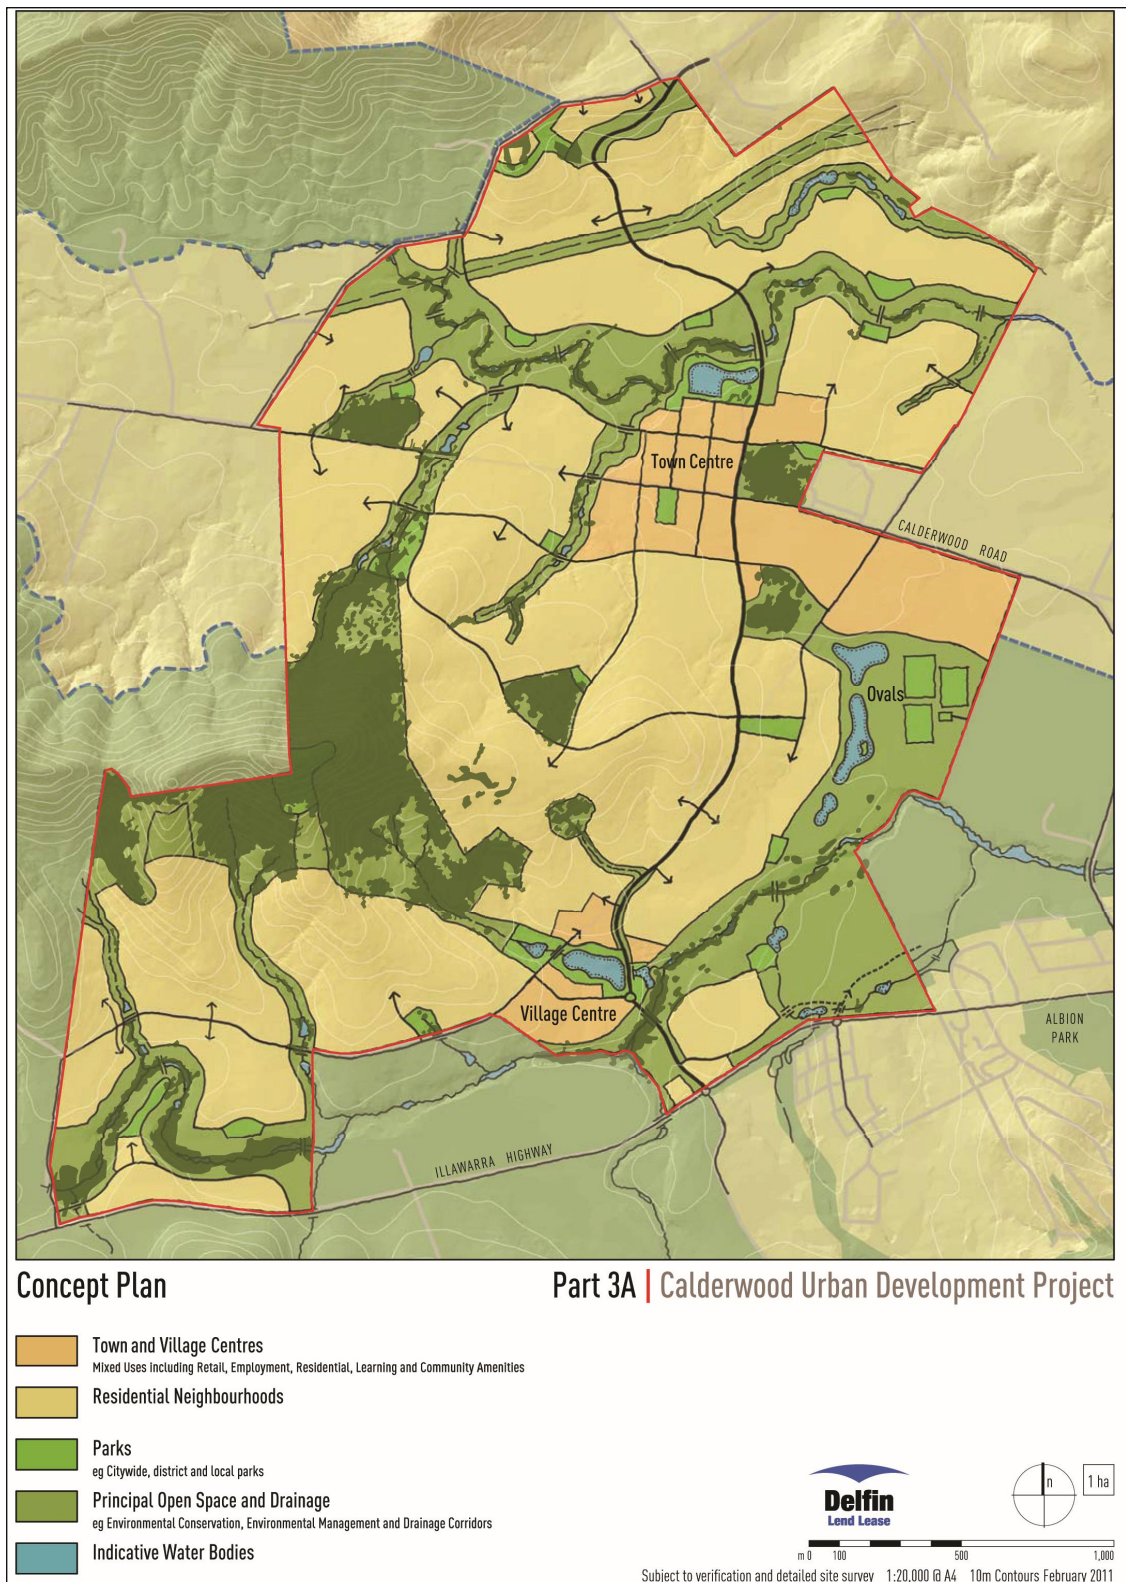 Town Centre
CALDERWOOD ROAD
Ovals
Village Centre
ALBION
PARK
ILLAWARRA HIGHWAY
Concept Plan
Part 3A | Calderwood Urban Development Project
Town and Village Centres
Mixed Uses including Retail, Employment, Residential, Learning and Community Amenities
Residential Neighbourhoods
Parks
eg Citywide, district and local parks
Principal Open Space and Drainage
eg Environmental Conservation, Environmental Management and Drainage Corridors
Indicative Water Bodies
Delfin
Lend Lease
n
1 ha
m 0 100 500 1,000
Subject to verification and detailed site survey 1:20,000 @ A4 10m Contours February 2011